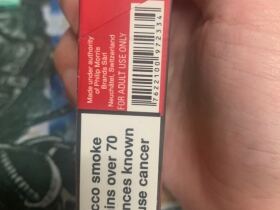 Made under authority
of Philip Morris
Brands Sàrl
Neuchâtel, Switzerland
FOR ADULT USE ONLY
7622100972334
cco smoke
ins over 70
nces known
use cancer